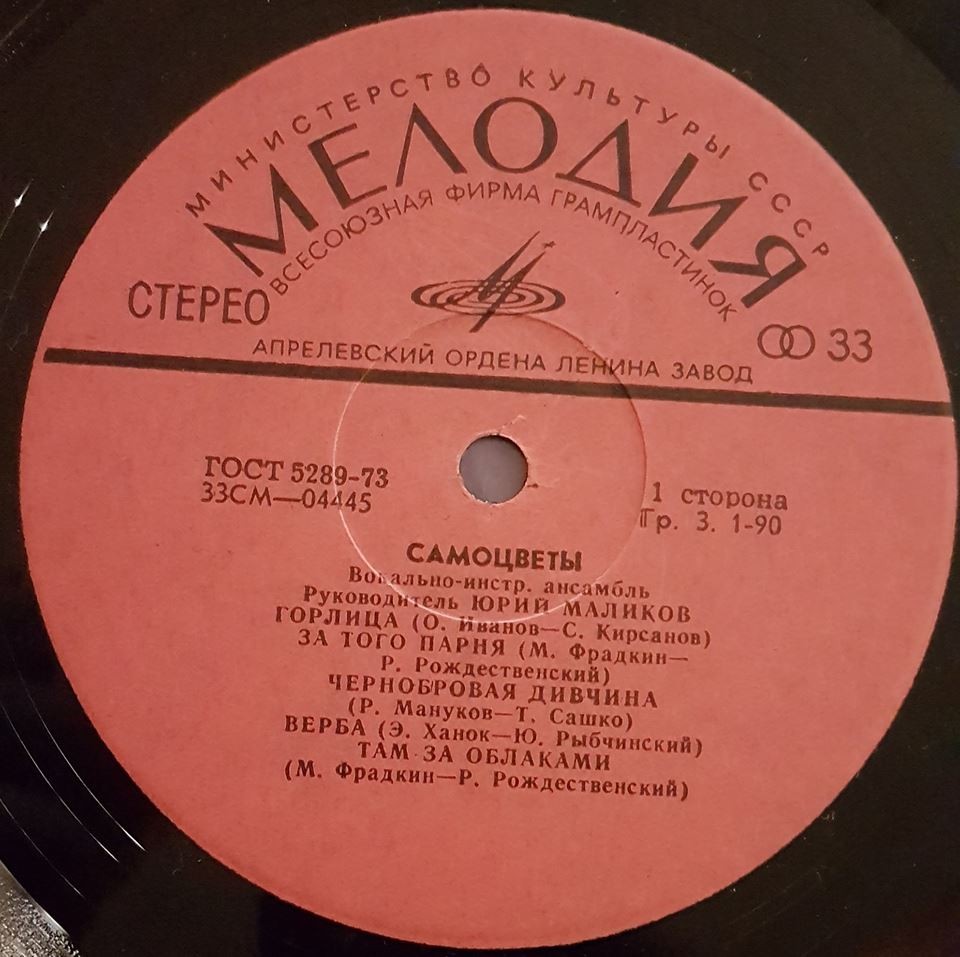 МИНИСТЕРСТВО КУЛЬТУРЫ СССР
МЕЛОДИЯ
ВСЕСОЮЗНАЯ ФИРМА ГРАМПЛАСТИНОК
СТЕРЕО
33
АПРЕЛЕВСКИЙ ОРДЕНА ЛЕНИНА ЗАВОД
ГОСТ 5289-73
33СМ—04445
1 сторона
Гр. 3. 1-90
САМОЦВЕТЫ
Вокально-инстр. ансамбль
Руководитель ЮРИЙ МАЛИКОВ
ГОРЛИЦА (О. Иванов—С. Кирсанов)
ЗА ТОГО ПАРНЯ (М. Фрадкин—
Р. Рождественский)
ЧЕРНОБРОВАЯ ДИВЧИНА
(Р. Мануков—Т. Сашко)
ВЕРБА (Э. Ханок—Ю. Рыбчинский)
ТАМ ЗА ОБЛАКАМИ
(М. Фрадкин—Р. Рождественский)